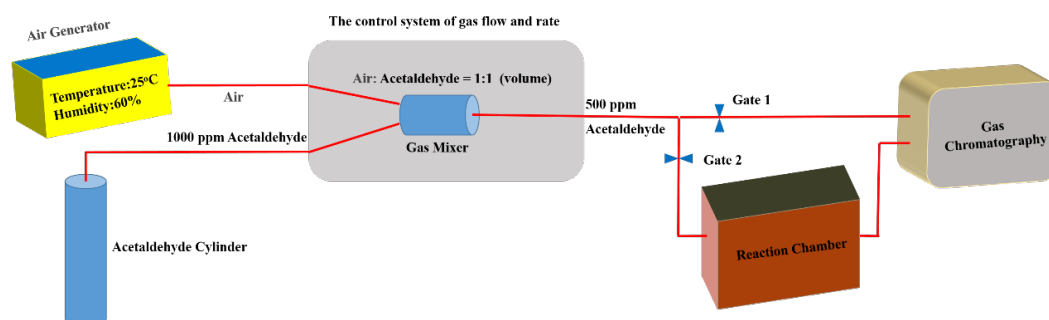 The control system of gas flow and rate
Air Generator
Temperature:25°C
Humidity:60%
Air
Air: Acetaldehyde = 1:1 (volume)
Gas Mixer
1000 ppm Acetaldehyde
Acetaldehyde Cylinder
500 ppm
Acetaldehyde
Gate 1
Gate 2
Reaction Chamber
Gas
Chromatography